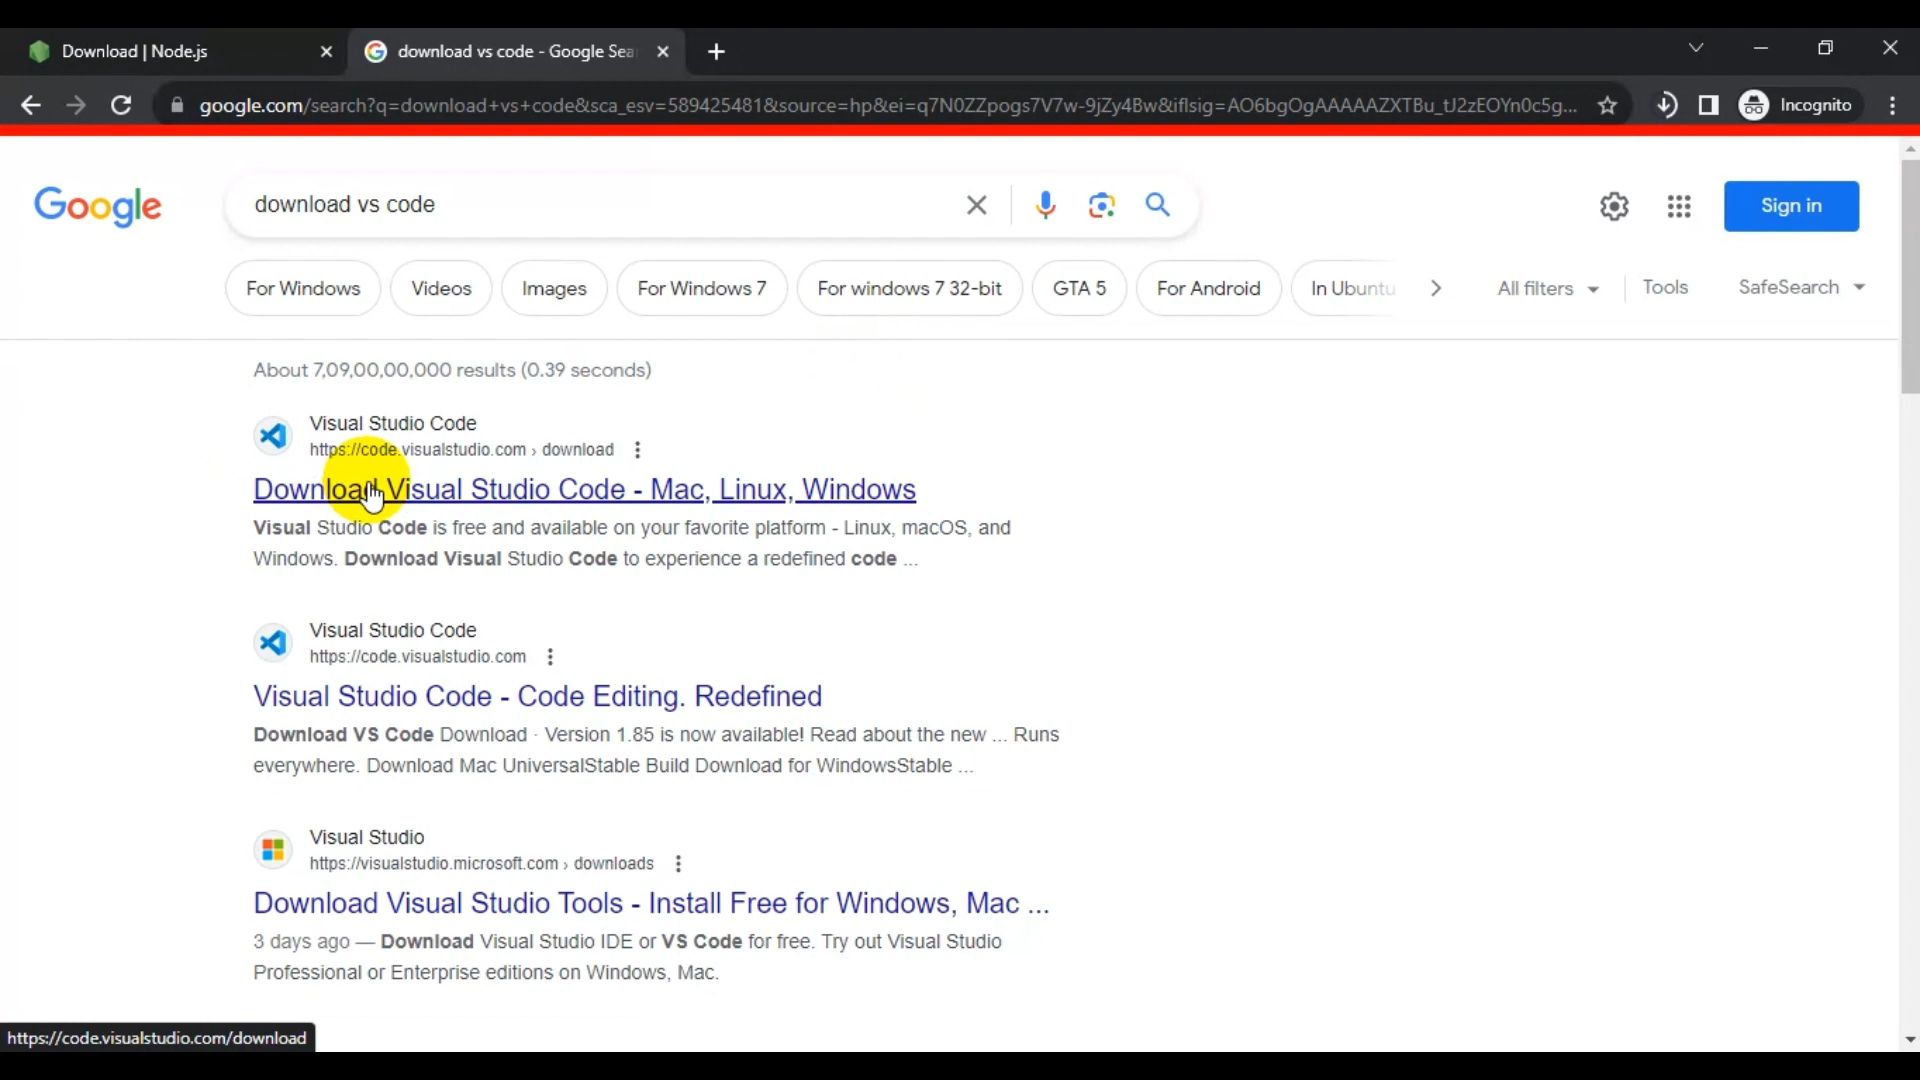 Download | Node.js
download vs code - Google Sea
google.com/search?q=download+vs+code&sca_esv=589425481&source=hp&ei=q7N0ZZpogs7V7w-9jZy4Bw&iflsig=AO6bgOgAAAAAZXTBu_tJ2zEOYn0c5g...
Incognito
Google
download vs code
Sign in
For Windows
Videos
Images
For Windows 7
For windows 7 32-bit
GTA 5
For Android
In Ubuntu
All filters
Tools
SafeSearch
About 7,09,00,00,000 results (0.39 seconds)
Visual Studio Code
https://code.visualstudio.com › download
Download Visual Studio Code - Mac, Linux, Windows
Visual Studio Code is free and available on your favorite platform - Linux, macOS, and
Windows. Download Visual Studio Code to experience a redefined code ...
Visual Studio Code
https://code.visualstudio.com
Visual Studio Code - Code Editing. Redefined
Download VS Code Download · Version 1.85 is now available! Read about the new ... Runs
everywhere. Download Mac UniversalStable Build Download for WindowsStable ...
Visual Studio
https://visualstudio.microsoft.com › downloads
Download Visual Studio Tools - Install Free for Windows, Mac ...
3 days ago — Download Visual Studio IDE or VS Code for free. Try out Visual Studio
Professional or Enterprise editions on Windows, Mac.
https://code.visualstudio.com/download